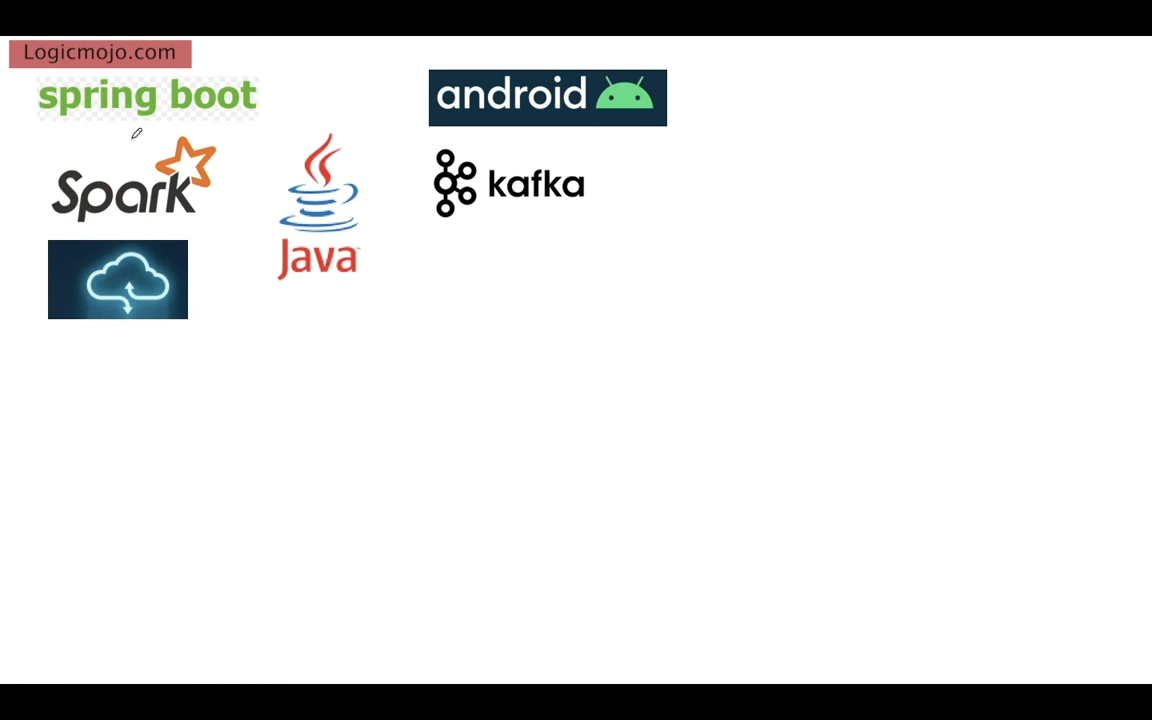 Logicmojo.com
spring boot
android
Spark
kafka
Java